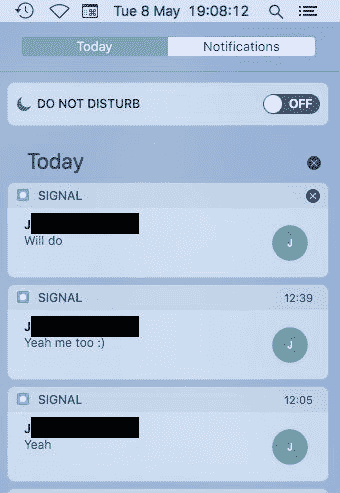 Tue 8 May 19:08:12
Today Notifications
DO NOT DISTURB OFF
Today
SIGNAL
J
Will do
J
SIGNAL 12:39
J
Yeah me too :)
J
SIGNAL 12:05
J
Yeah
J